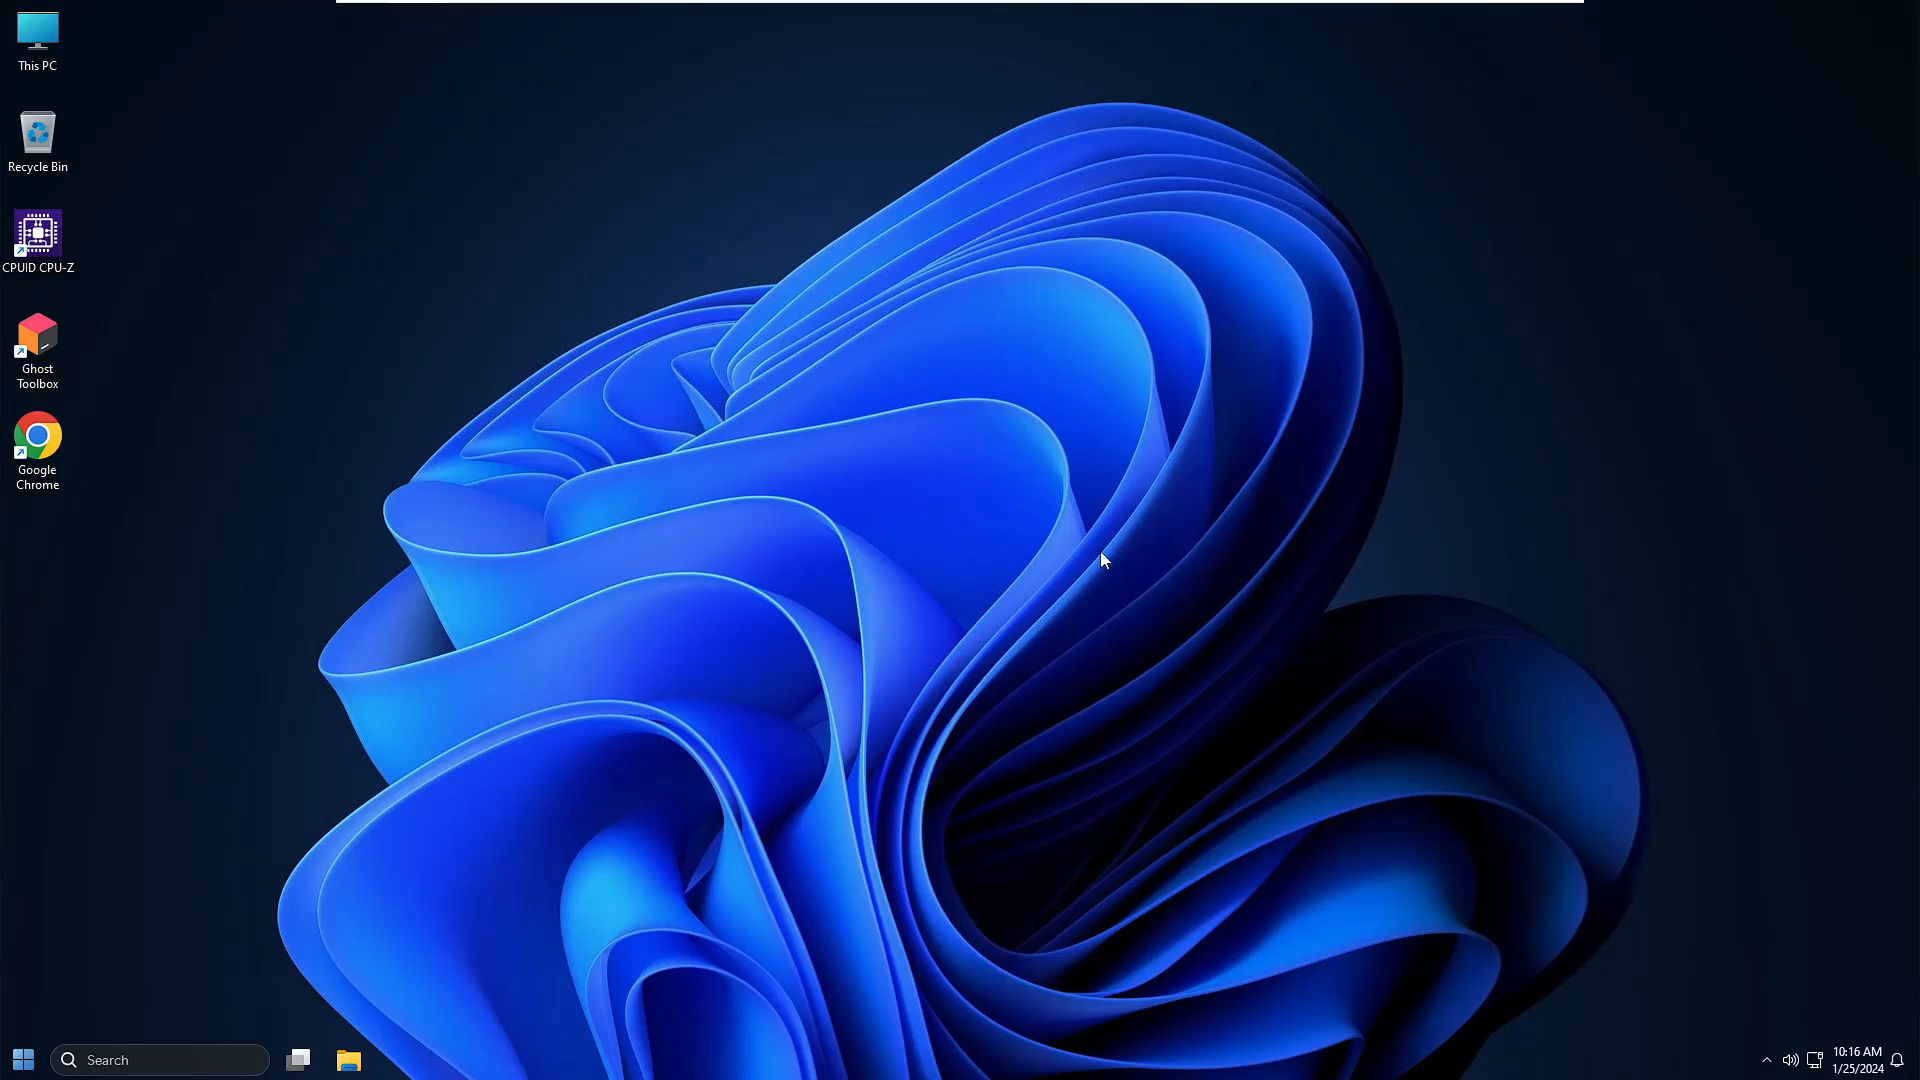 This PC
Recycle Bin
CPUID CPU-Z
Ghost
Toolbox
Google
Chrome
Search
10:16 AM
1/25/2024